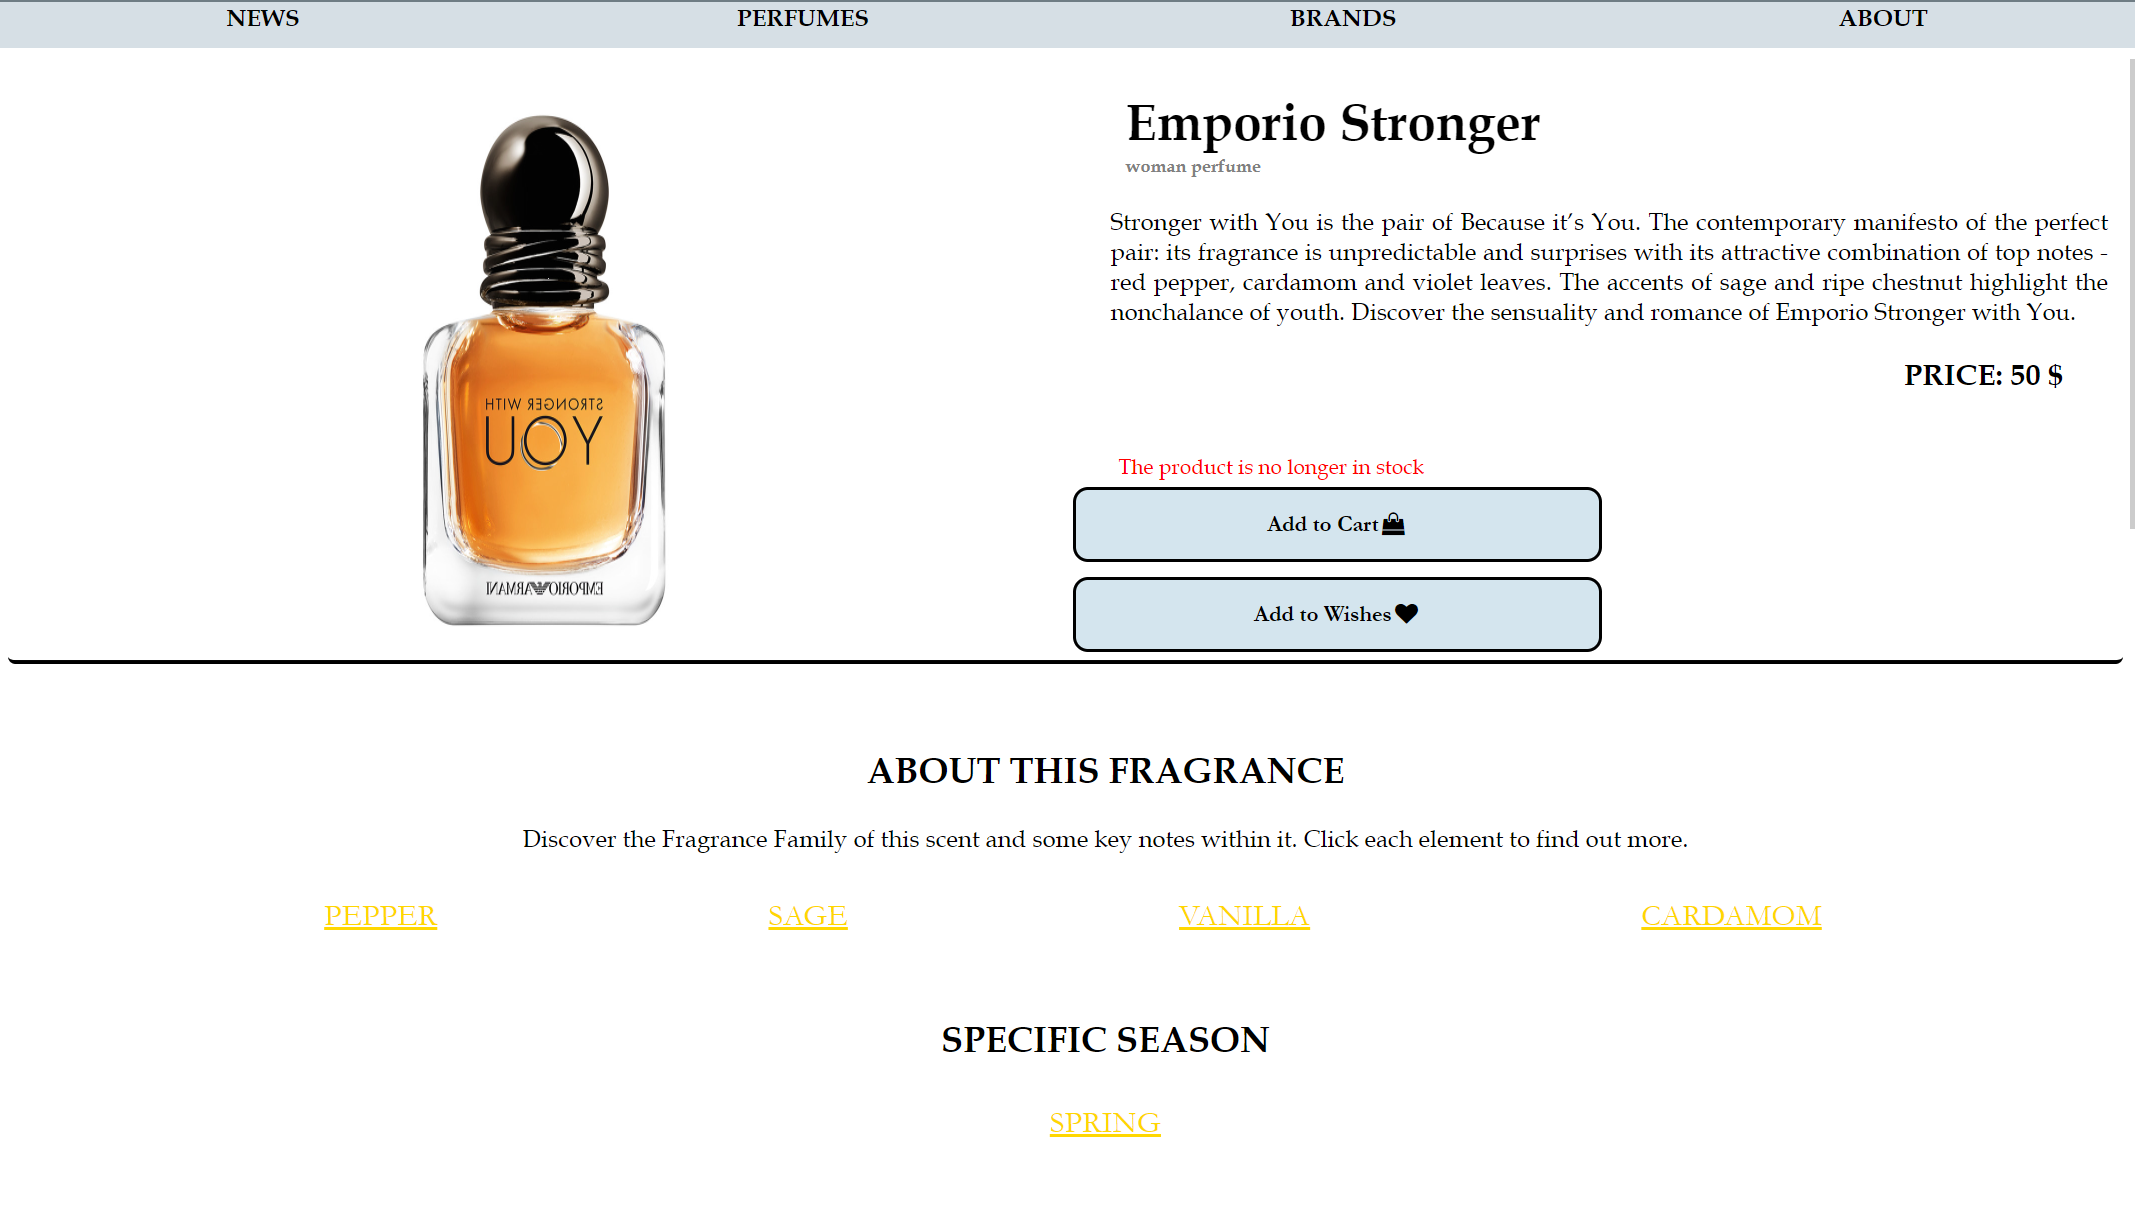 NEWS PERFUMES BRANDS ABOUT
Emporio Stronger
woman perfume
Stronger with You is the pair of Because it’s You. The contemporary manifesto of the perfect
pair: its fragrance is unpredictable and surprises with its attractive combination of top notes -
red pepper, cardamom and violet leaves. The accents of sage and ripe chestnut highlight the
nonchalance of youth. Discover the sensuality and romance of Emporio Stronger with You.
PRICE: 50 $
STRONGER WITH
YOU
EMPORIO ARMANI
The product is no longer in stock
Add to Cart
Add to Wishes
ABOUT THIS FRAGRANCE
Discover the Fragrance Family of this scent and some key notes within it. Click each element to find out more.
PEPPER SAGE VANILLA CARDAMOM
SPECIFIC SEASON
SPRING